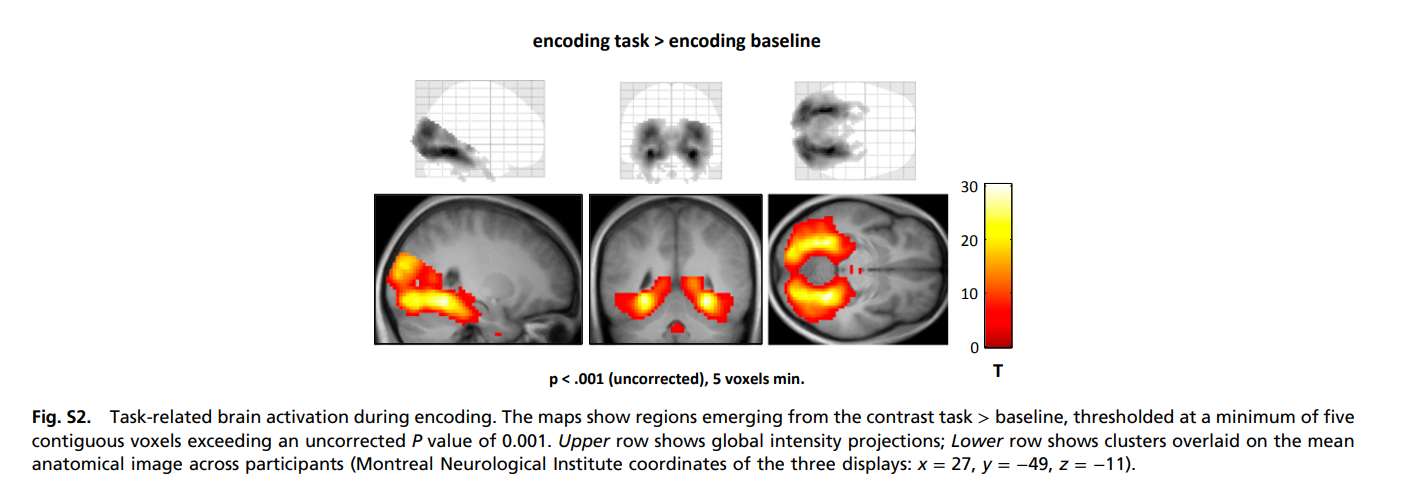 encoding task > encoding baseline
30
20
10
0
T
p < .001 (uncorrected), 5 voxels min.
Fig. S2. Task-related brain activation during encoding. The maps show regions emerging from the contrast task > baseline, thresholded at a minimum of five
contiguous voxels exceeding an uncorrected P value of 0.001. Upper row shows global intensity projections; Lower row shows clusters overlaid on the mean
anatomical image across participants (Montreal Neurological Institute coordinates of the three displays: x = 27, y = −49, z = −11).